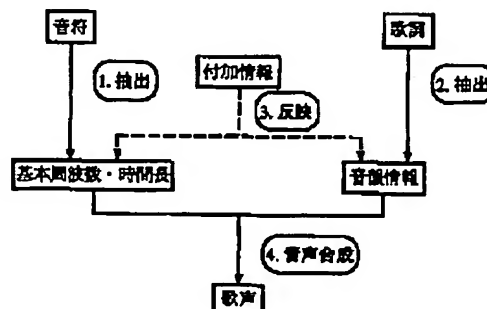 音符
歌詞
付加情報
1. 抽出
2. 抽出
3. 反映
基本周波数・時間長
音韻情報
4. 音声合成
歌声